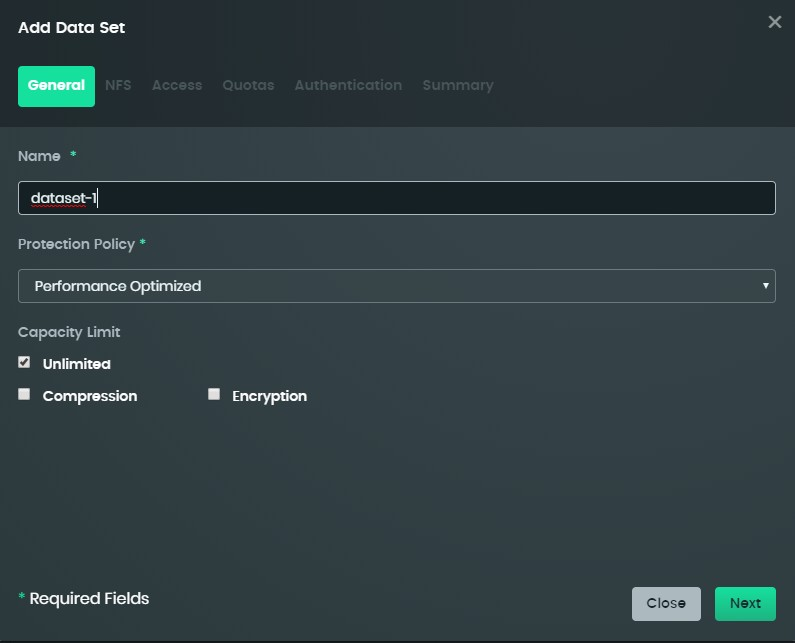 Add Data Set
General NFS Access Quotas Authentication Summary
Name *
dataset-1
Protection Policy *
Performance Optimized
Capacity Limit
Unlimited
Compression Encryption
* Required Fields
Close Next